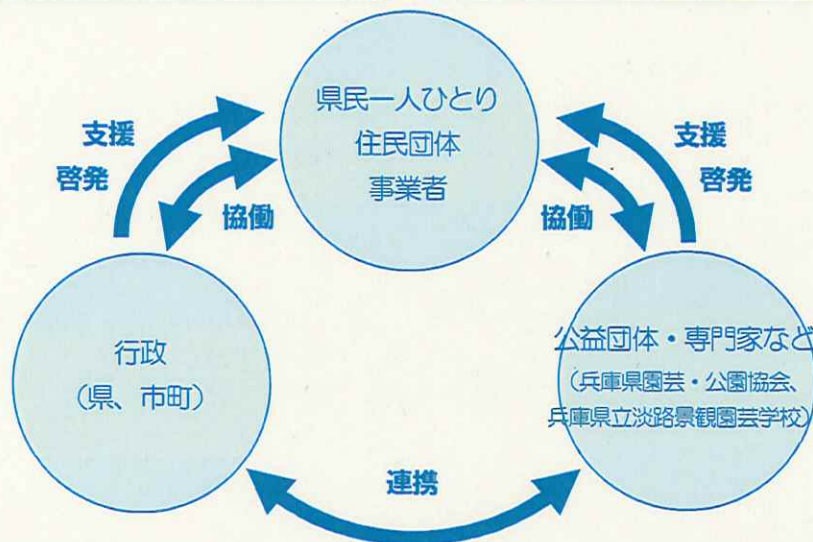 県民一人ひとり
住民団体
事業者
支援
啓発
協働
支援
啓発
協働
行政
(県、市町)
公益団体・専門家など
(兵庫県園芸・公園協会、
兵庫県立淡路景観園芸学校)
連携